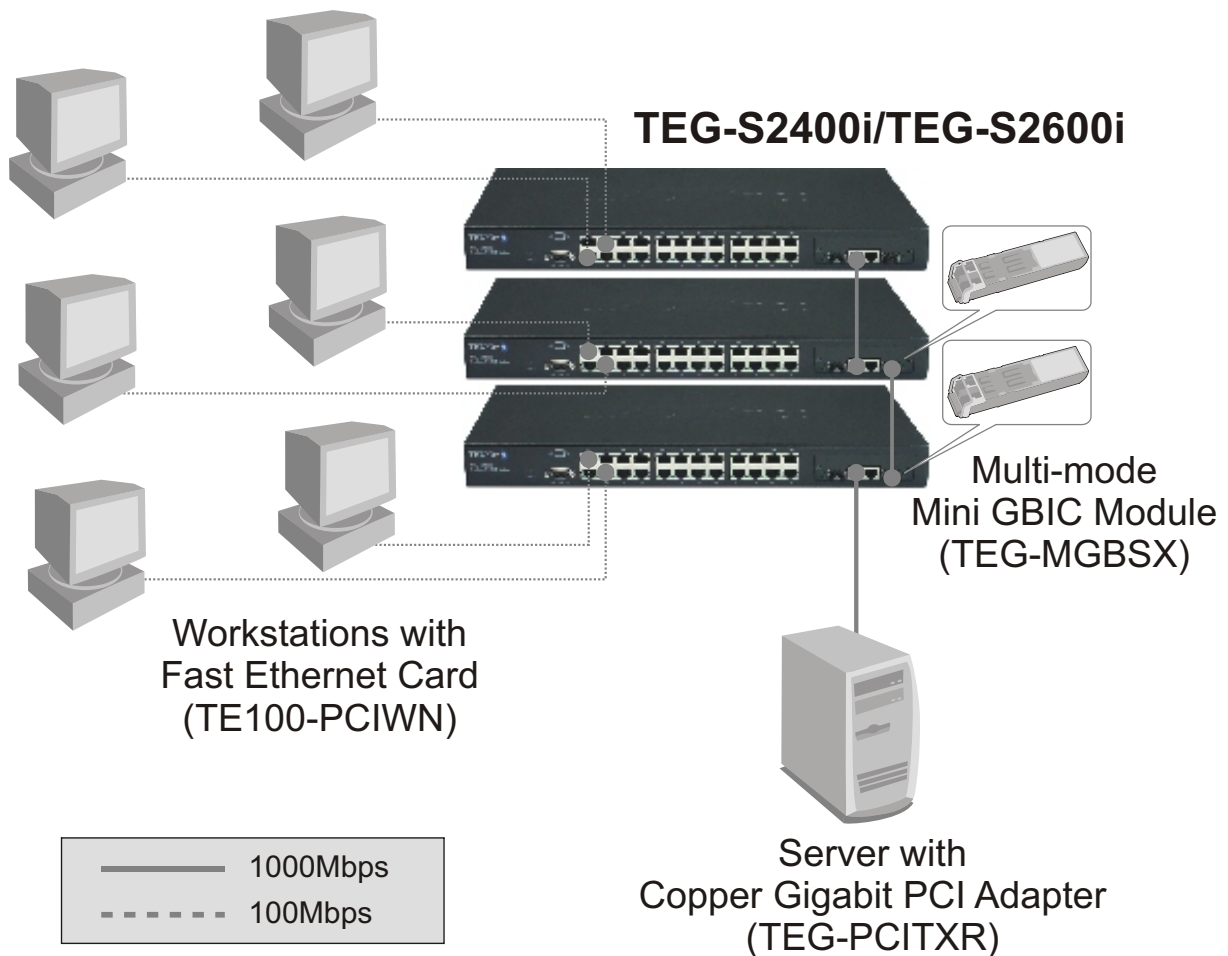 TEG-S2400i/TEG-S2600i
Multi-mode
Mini GBIC Module
(TEG-MGBSX)
Workstations with
Fast Ethernet Card
(TE100-PCIWN)
1000Mbps
100Mbps
Server with
Copper Gigabit PCI Adapter
(TEG-PCITXR)